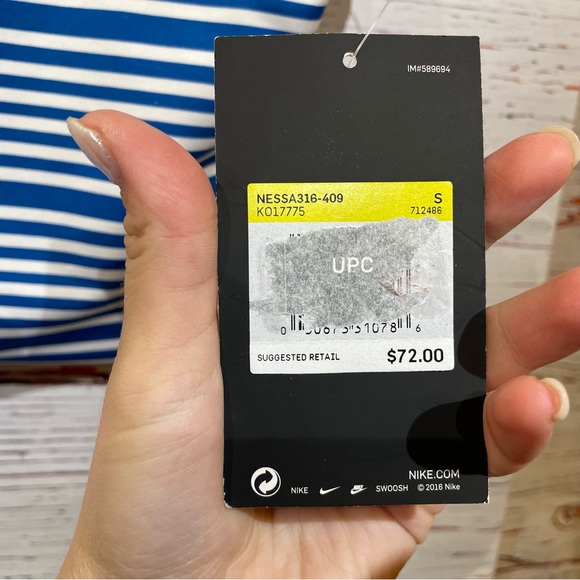 IM#589694
NESSA316-409 S
KO17775 712486
UPC
SUGGESTED RETAIL $72.00
NIKE.COM
NIKE SWOOSH © 2016 Nike